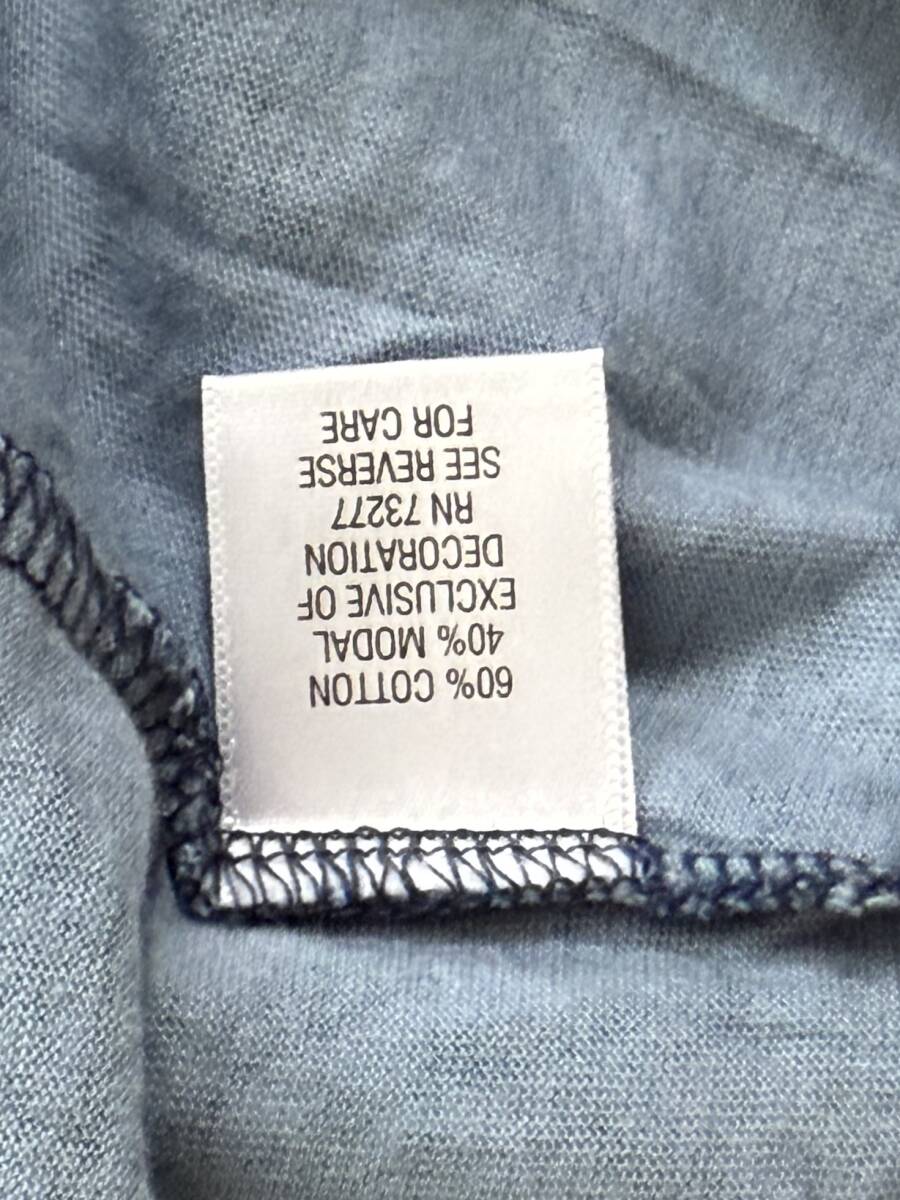 60% COTTON
40% MODAL
EXCLUSIVE OF
DECORATION
RN 73277
SEE REVERSE
FOR CARE